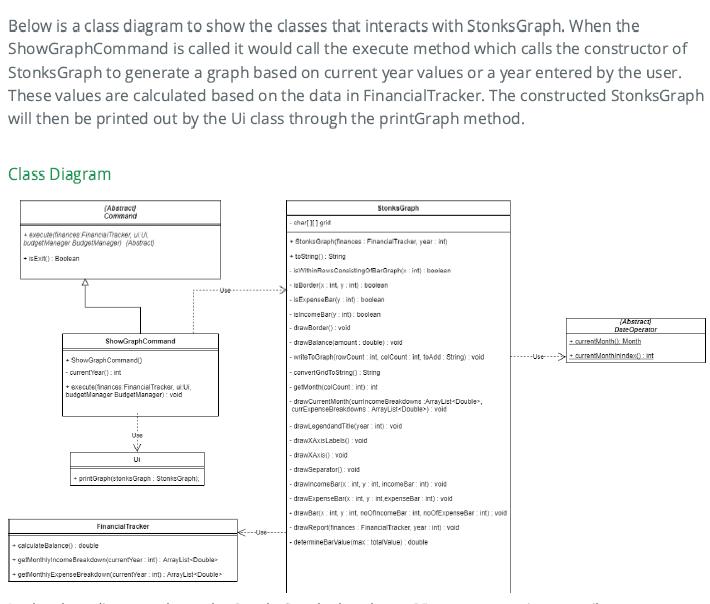 Below is a class diagram to show the classes that interacts with StonksGraph. When the
ShowGraphCommand is called it would call the execute method which calls the constructor of
StonksGraph to generate a graph based on current year values or a year entered by the user.
These values are calculated based on the data in FinancialTracker. The constructed StonksGraph
will then be printed out by the Ui class through the printGraph method.
Class Diagram
{Abstract}
Command
+ execute(finances:FinancialTracker, ui:Ui,
budgetManager BudgetManager) {Abstract}
+ isExit() : Boolean
ShowGraphCommand
+ ShowGraphCommand()
- currentYear() : int
+ execute(finances:FinancialTracker, ui:Ui,
budgetManager BudgetManager) : void
Use
Use
Ui
+ printGraph(stonksGraph : StonksGraph);
FinancialTracker
+ calculateBalance() : double
+ getMonthlyIncomeBreakdown(currentYear : int) : ArrayList<Double>
+ getMonthlyExpenseBreakdown(currentYear : int) : ArrayList<Double>
Use
StonksGraph
- char[][] grid
+ StonksGraph(finances : FinancialTracker, year : int)
+ toString() : String
- isWithinRowsConsistingOfBarGraph(x : int) : boolean
- isBorder(x : int, y : int) : boolean
- isExpenseBar(y : int) : boolean
- isIncomeBar(y : int) : boolean
- drawBorder() : void
- drawBalance(amount : double) : void
- writeToGraph(rowCount : int, colCount : int, toAdd : String) : void
- convertGridToString() : String
- getMonth(colCount : int) : int
- drawCurrentMonth(currIncomeBreakdowns :ArrayList<Double>,
currExpenseBreakdowns : ArrayList<Double>) : void
- drawLegendandTitle(year : int) : void
- drawXAxisLabels() : void
- drawXAxis() : void
- drawSeparator() : void
- drawIncomeBar(x : int, y : int, incomeBar : int) : void
- drawExpenseBar(x : int, y : int,expenseBar : int) : void
- drawBar(x : int, y : int, noOfIncomeBar : int, noOfExpenseBar : int) : void
- drawReport(finances : FinancialTracker, year : int) : void
- determineBarValue(max : totalValue) : double
Use
{Abstract}
DateOperator
+ currentMonth(): Month
+ currentMonthInIndex() : int